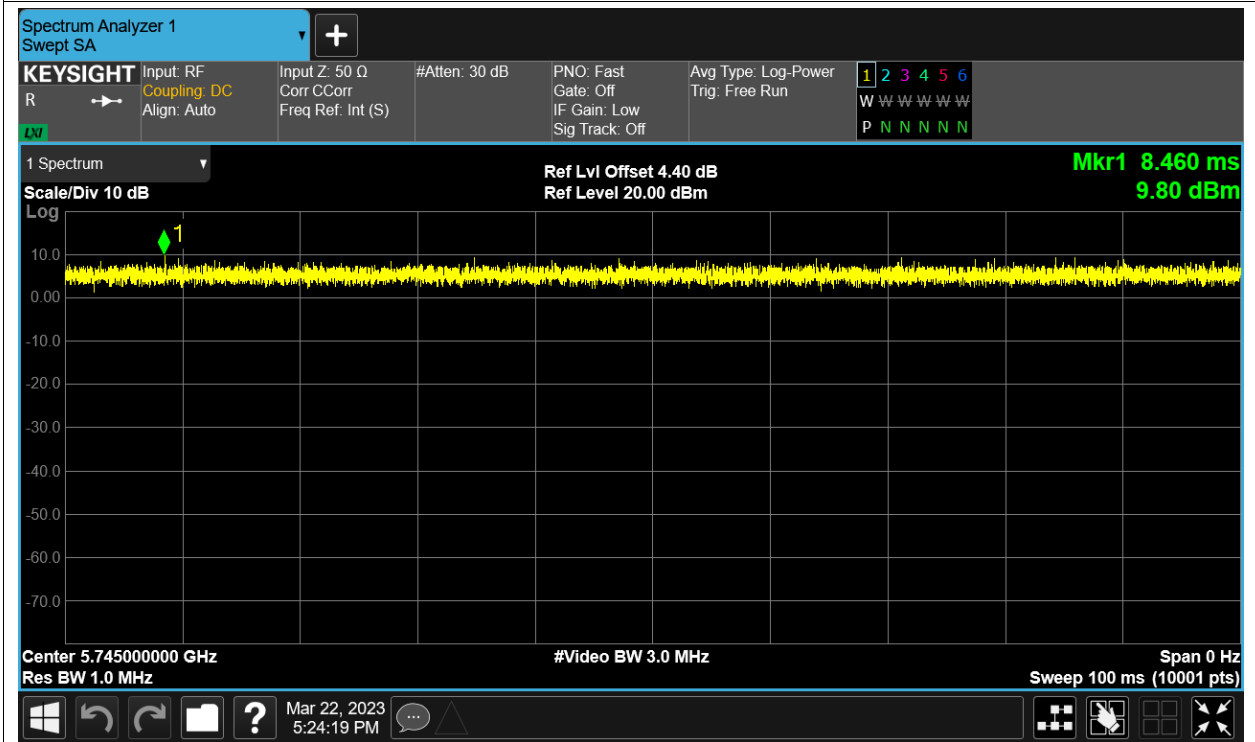 Spectrum Analyzer 1
Swept SA
+
KEYSIGHT
R
LXI
Input: RF
Coupling: DC
Align: Auto
Input Z: 50 Ω
Corr CCorr
Freq Ref: Int (S)
#Atten: 30 dB
PNO: Fast
Gate: Off
IF Gain: Low
Sig Track: Off
Avg Type: Log-Power
Trig: Free Run
1 2 3 4 5 6
W W W W W W
P N N N N N
1 Spectrum
Scale/Div 10 dB
Ref Lvl Offset 4.40 dB
Ref Level 20.00 dBm
Mkr1 8.460 ms
9.80 dBm
Log
1
10.0
0.00
-10.0
-20.0
-30.0
-40.0
-50.0
-60.0
-70.0
Center 5.745000000 GHz
#Video BW 3.0 MHz
Span 0 Hz
Res BW 1.0 MHz
Sweep 100 ms (10001 pts)
?
Mar 22, 2023
5:24:19 PM